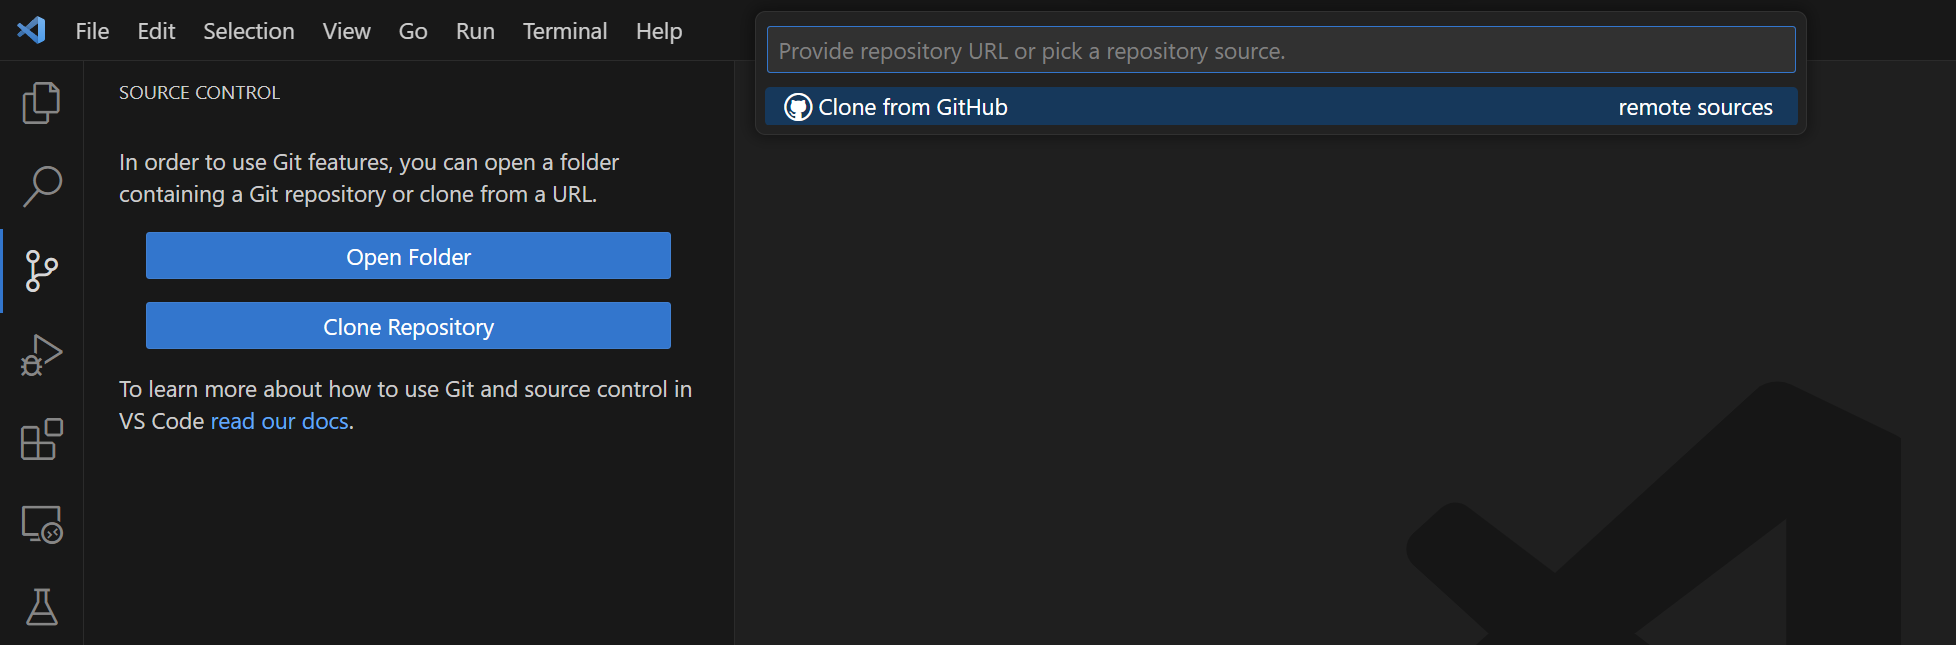 File Edit Selection View Go Run Terminal Help
Provide repository URL or pick a repository source.
Clone from GitHub remote sources
SOURCE CONTROL
In order to use Git features, you can open a folder
containing a Git repository or clone from a URL.
Open Folder
Clone Repository
To learn more about how to use Git and source control in
VS Code read our docs.